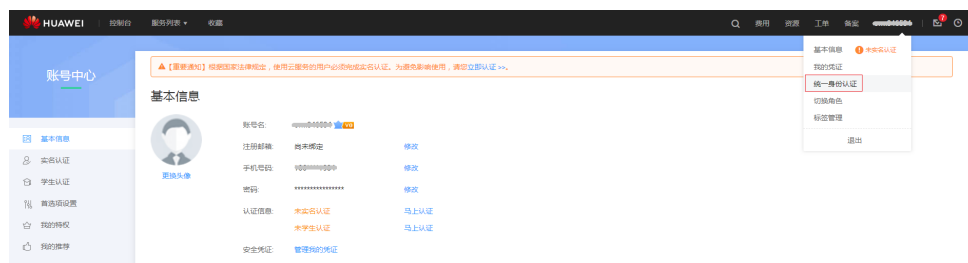 HUAWEI 控制台 服务列表 收藏 费用 资源 工单 备案 2
基本信息 未实名认证
我的凭证
统一身份认证
切换角色
标签管理
退出
账号中心
【重要通知】根据国家法律规定,使用云服务的用户必须完成实名认证。为避免影响使用,请您立即认证 >>。
基本信息
更换头像
账号名: V0
注册邮箱: 尚未绑定 修改
手机号码: 修改
密码: **************** 修改
认证信息: 未实名认证 马上认证
未学生认证 马上认证
安全凭证: 管理我的凭证
基本信息
实名认证
学生认证
首选项设置
我的特权
我的推荐